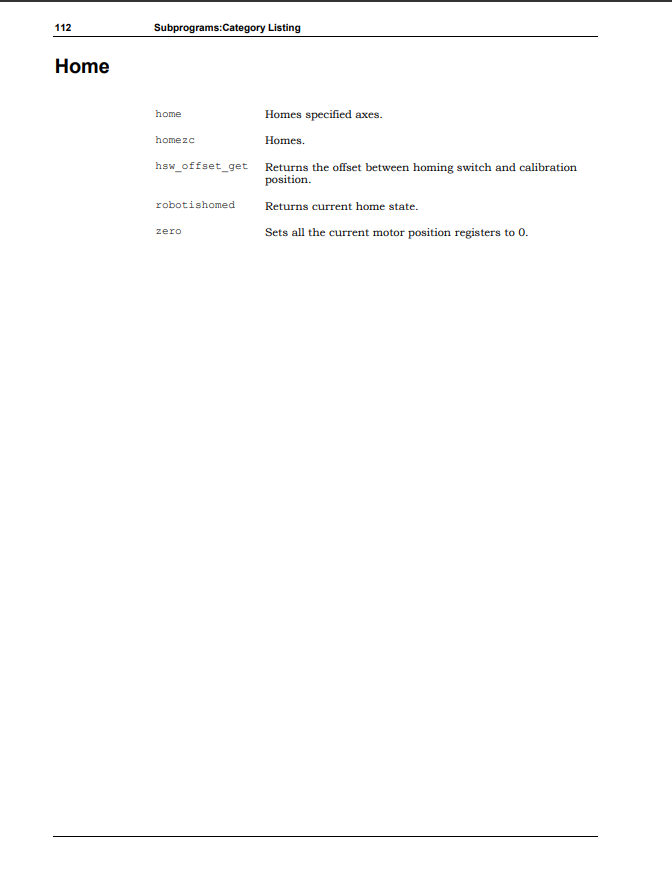 112 Subprograms:Category Listing
Home
home Homes specified axes.
homezc Homes.
hsw_offset_get Returns the offset between homing switch and calibration
position.
robotishomed Returns current home state.
zero Sets all the current motor position registers to 0.